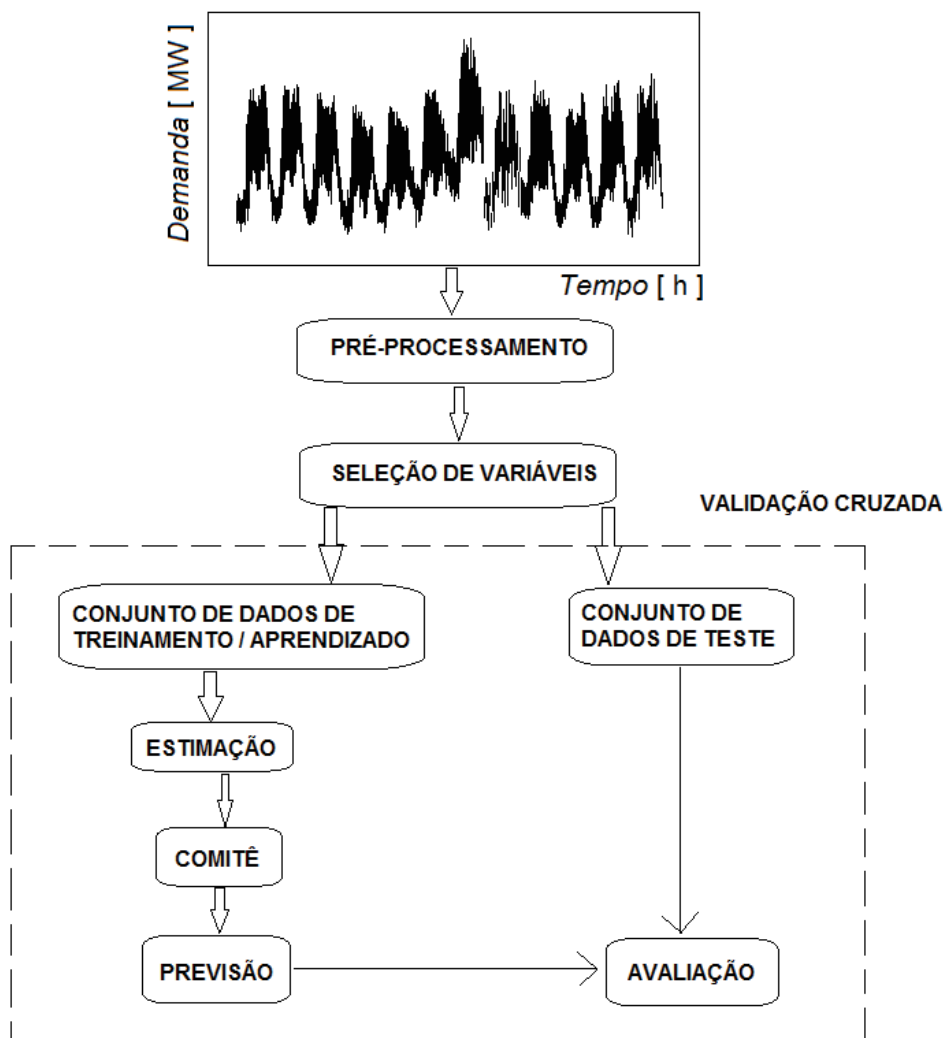 Demanda [ MW ]
Tempo [ h ]
PRÉ-PROCESSAMENTO
SELEÇÃO DE VARIÁVEIS
VALIDAÇÃO CRUZADA
CONJUNTO DE DADOS DE
TREINAMENTO / APRENDIZADO
CONJUNTO DE
DADOS DE TESTE
ESTIMAÇÃO
COMITÊ
PREVISÃO
AVALIAÇÃO